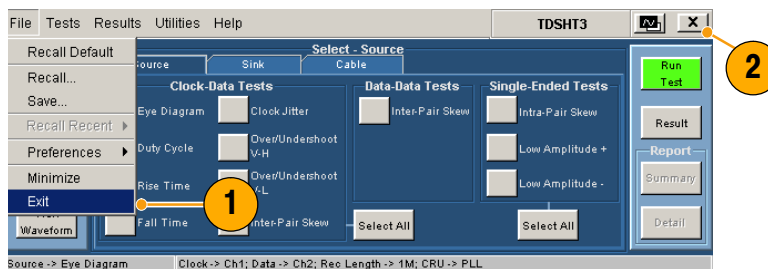 File Tests Results Utilities Help TDSHT3 X
Recall Default
Recall...
Save...
Recall Recent
Preferences
Minimize
Exit
Waveform
Select - Source
Source Sink Cable
Clock-Data Tests
Eye Diagram Clock Jitter
Duty Cycle Over/Undershoot V-H
Rise Time Over/Undershoot
Fall Time Inter-Pair Skew
Data-Data Tests
Inter-Pair Skew
Select All
Single-Ended Tests
Intra-Pair Skew
Low Amplitude +
Low Amplitude -
Select All
Run
Test
Result
Report
Summary
Detail
1
2
Source -> Eye Diagram Clock -> Ch1; Data -> Ch2; Rec Length -> 1M; CRU -> PLL